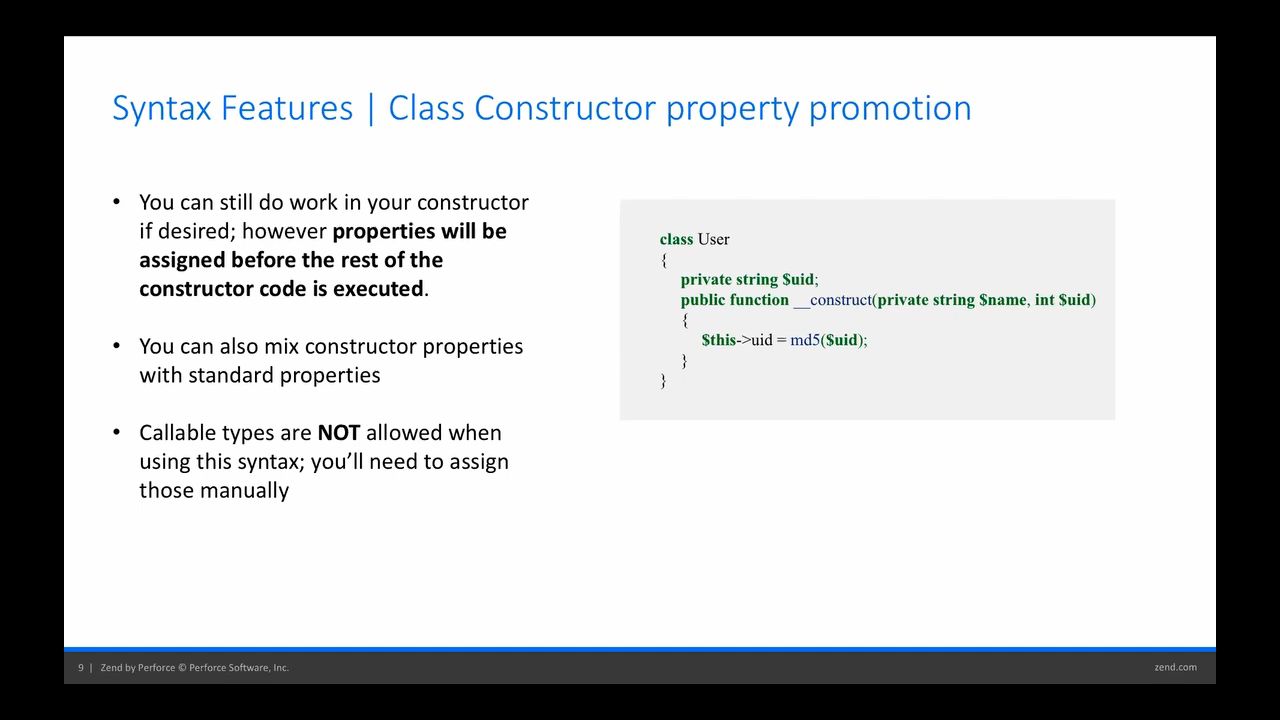 Syntax Features | Class Constructor property promotion
• You can still do work in your constructor
if desired; however properties will be
assigned before the rest of the
constructor code is executed.
• You can also mix constructor properties
with standard properties
• Callable types are NOT allowed when
using this syntax; you’ll need to assign
those manually
class User
{
private string $uid;
public function __construct(private string $name, int $uid)
{
$this->uid = md5($uid);
}
}
9 | Zend by Perforce © Perforce Software, Inc.
zend.com